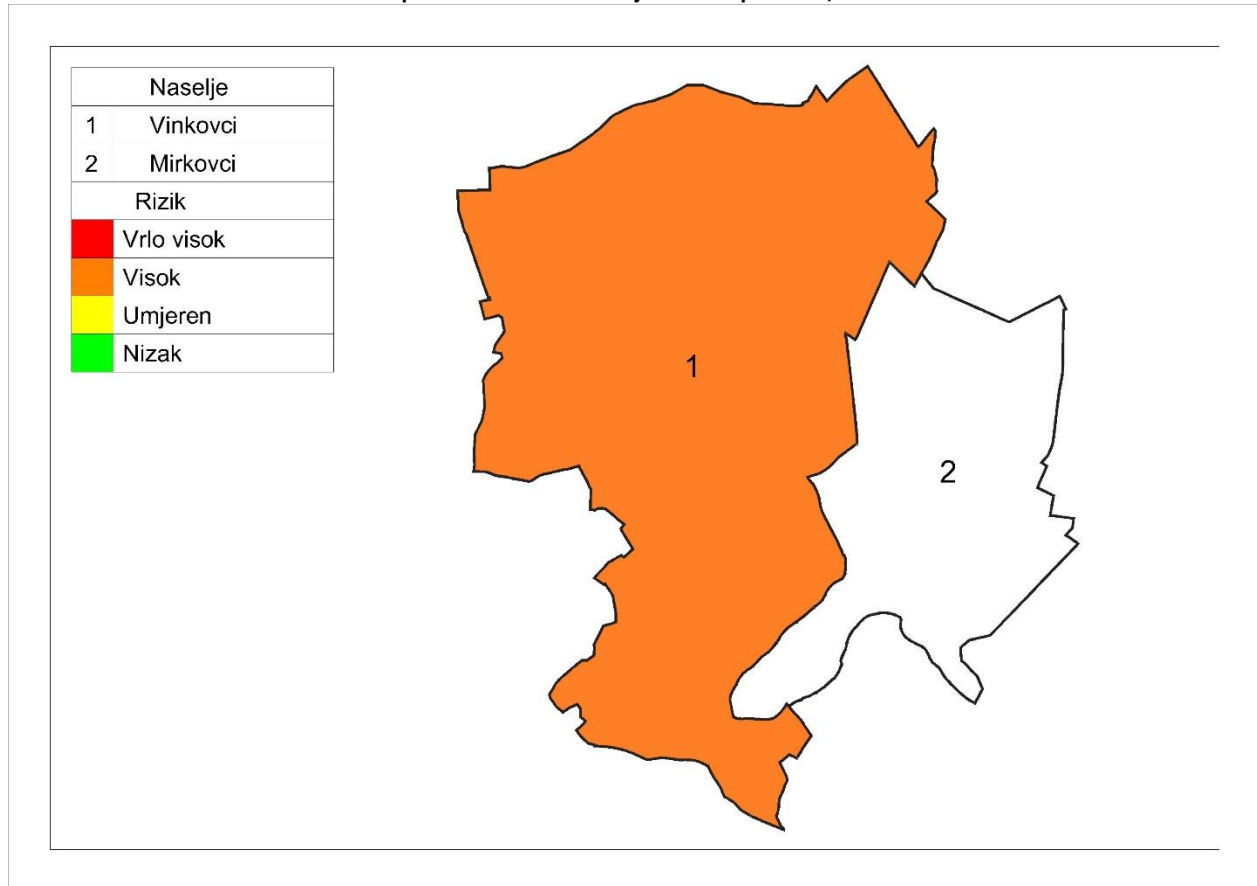 Naselje
1 Vinkovci
2 Mirkovci
Rizik
Vrlo visok
Visok
Umjeren
Nizak
1
2